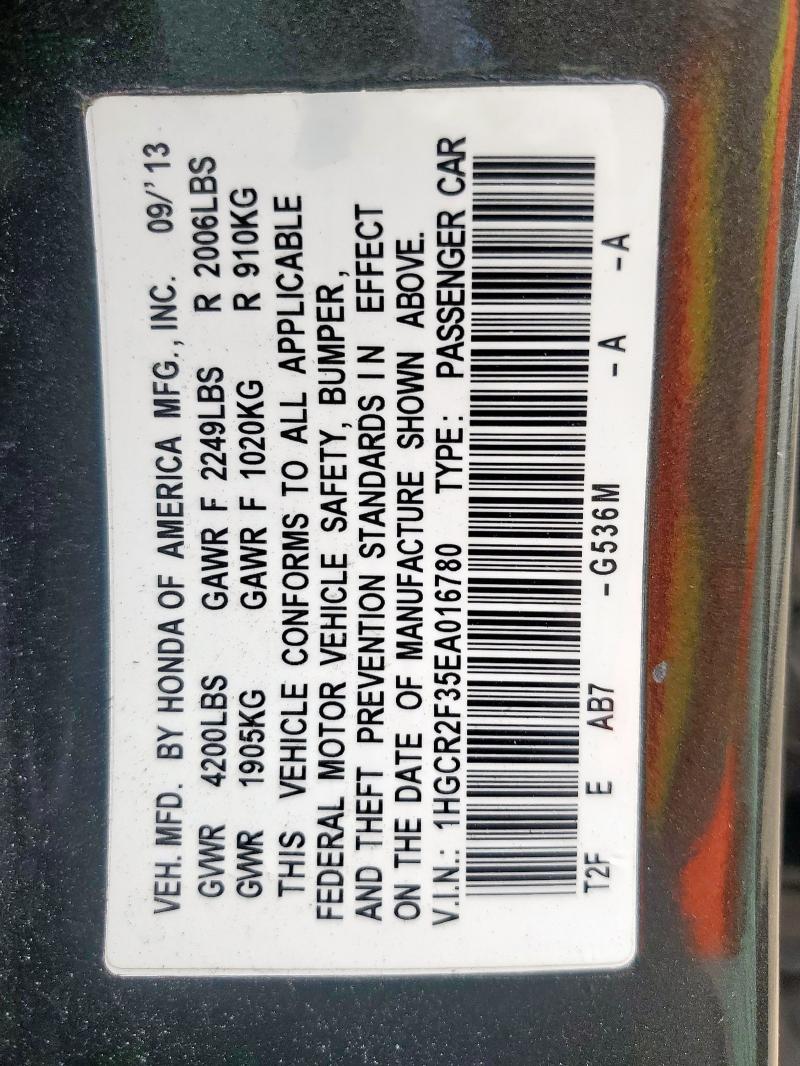 VEH. MFD. BY HONDA OF AMERICA MFG., INC. 09/'13
GVWR 4200LBS GAWR F 2249LBS R 2006LBS
GVWR 1905KG GAWR F 1020KG R 910KG
THIS VEHICLE CONFORMS TO ALL APPLICABLE
FEDERAL MOTOR VEHICLE SAFETY, BUMPER,
AND THEFT PREVENTION STANDARDS IN EFFECT
ON THE DATE OF MANUFACTURE SHOWN ABOVE.
V.I.N.: 1HGCR2F35EA016780 TYPE: PASSENGER CAR
T2F E AB7 -G536M -A -A